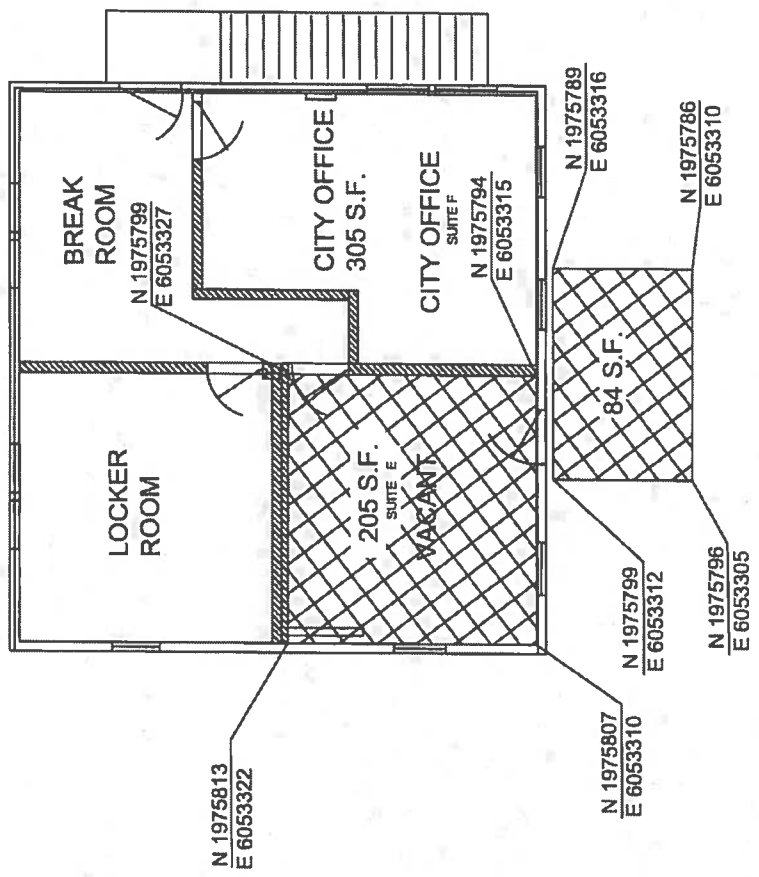 BREAK
ROOM
N 1975799
E 6053327
CITY OFFICE
305 S.F.
CITY OFFICE
SUITE F
N 1975794
E 6053315
N 1975789
E 6053316
N 1975786
E 6053310
LOCKER
ROOM
205 S.F.
SUITE E
VACANT
84 S.F.
N 1975813
E 6053322
N 1975807
E 6053310
N 1975799
E 6053312
N 1975796
E 6053305